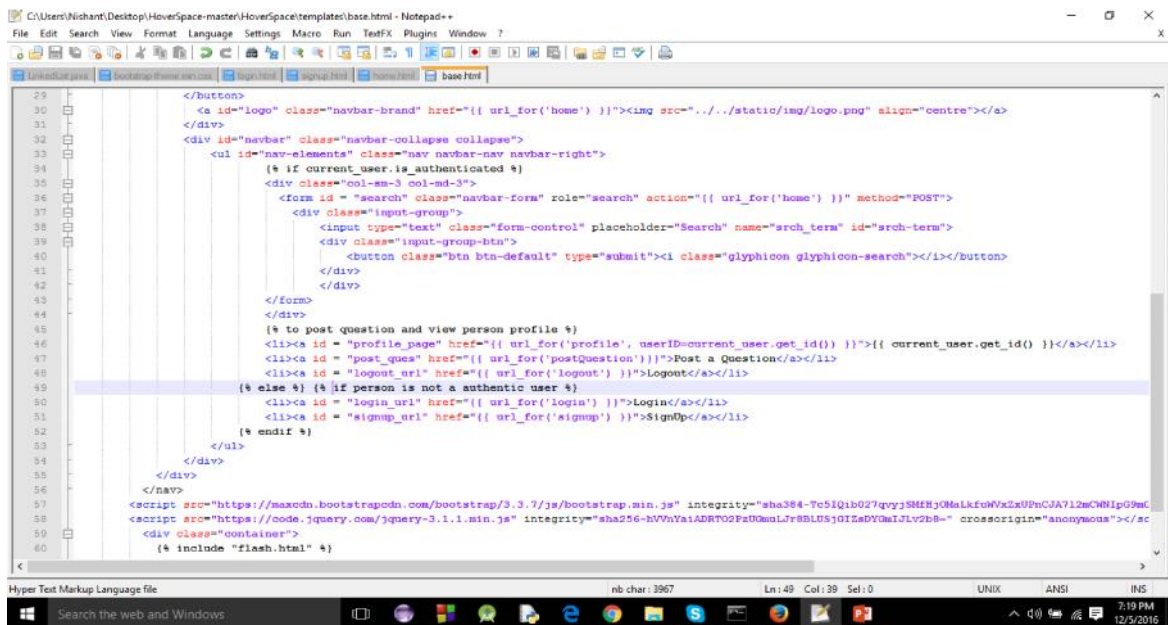 C:\Users\Nishant\Desktop\HoverSpace-master\HoverSpace\templates\base.html - Notepad++
File Edit Search View Format Language Settings Macro Run TextFX Plugins Window ?
LinkedList.java bootstrap.theme.min.css login.html signup.html home.html base.html
29 </button>
30 <a id="logo" class="navbar-brand" href="{{ url_for('home') }}"><img src="../../static/img/logo.png" align="centre"></a>
31 </div>
32 <div id="navbar" class="navbar-collapse collapse">
33 <ul id="nav-elements" class="nav navbar-nav navbar-right">
34 {% if current_user.is_authenticated %}
35 <div class="col-sm-3 col-md-3">
36 <form id = "search" class="navbar-form" role="search" action="{{ url_for('home') }}" method="POST">
37 <div class="input-group">
38 <input type="text" class="form-control" placeholder="Search" name="srch_term" id="srch-term">
39 <div class="input-group-btn">
40 <button class="btn btn-default" type="submit"><i class="glyphicon glyphicon-search"></i></button>
41 </div>
42 </div>
43 </form>
44 </div>
45 {% to post question and view person profile %}
46 <li><a id = "profile_page" href="{{ url_for('profile', userID=current_user.get_id()) }}">{{ current_user.get_id() }}</a></li>
47 <li><a id = "post_ques" href="{{ url_for('postQuestion')}}">Post a Question</a></li>
48 <li><a id = "logout_url" href="{{ url_for('logout') }}">Logout</a></li>
49 {% else %} {% if person is not a authentic user %}
50 <li><a id = "login_url" href="{{ url_for('login') }}">Login</a></li>
51 <li><a id = "signup_url" href="{{ url_for('signup') }}">SignUp</a></li>
52 {% endif %}
53 </ul>
54 </div>
55 </div>
56 </nav>
57 <script src="https://maxcdn.bootstrapcdn.com/bootstrap/3.3.7/js/bootstrap.min.js"
58 <script src="https://code.jquery.com/jquery-3.1.1.min.js" crossorigin="anonymous"></sc
59 <div class="container">
60 {% include "flash.html" %}
Hyper Text Markup Language file nb char : 3967 Ln : 49 Col : 39 Sel : 0 UNIX ANSI INS
Search the web and Windows 7:19 PM
12/5/2016